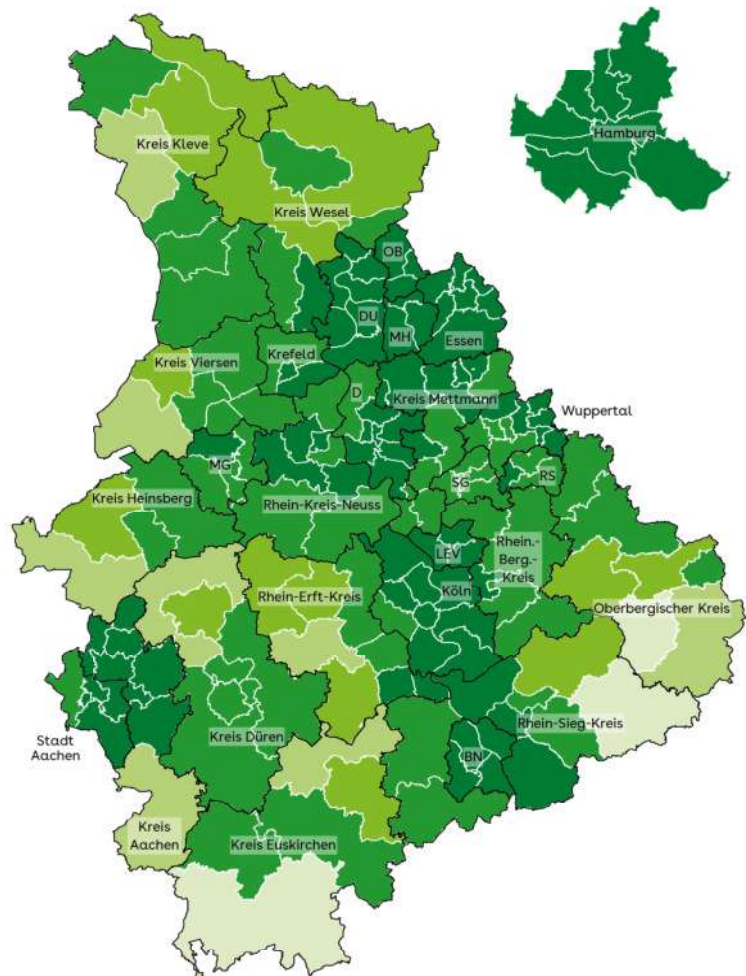 Hamburg
Kreis Kleve
Kreis Wesel
OB
DU
MH
Essen
Kreis Viersen
Krefeld
D
Kreis Mettmann
Wuppertal
MG
SG
RS
Kreis Heinsberg
Rhein-Kreis-Neuss
LEV
Rhein.-
Berg.-
Kreis
Rhein-Erft-Kreis
Köln
Oberbergischer Kreis
Rhein-Sieg-Kreis
Stadt
Aachen
Kreis Düren
BN
Kreis
Aachen
Kreis Euskirchen